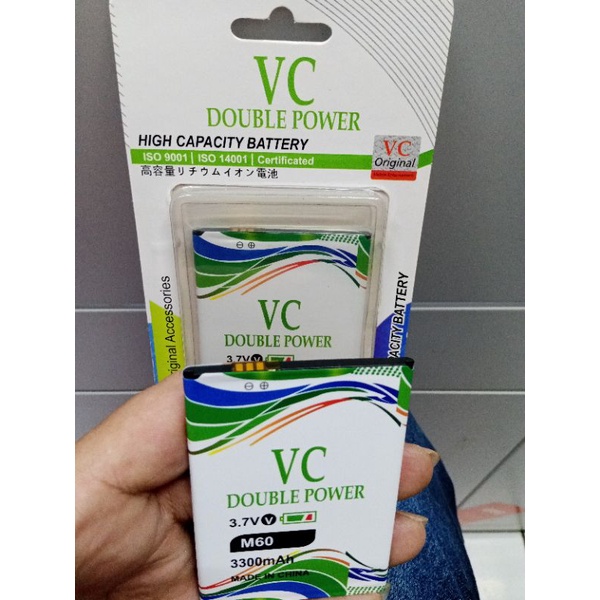 VC
DOUBLE POWER
HIGH CAPACITY BATTERY
ISO 9001 | ISO 14001 | Certificated
高容量リチウムイオン電池
VC
Original
riginal Accessories
VC
DOUBLE POWER
3.7V V
APACITY BATTERY
VC
DOUBLE POWER
3.7V V
M60
3300mAh
MADE IN CHINA